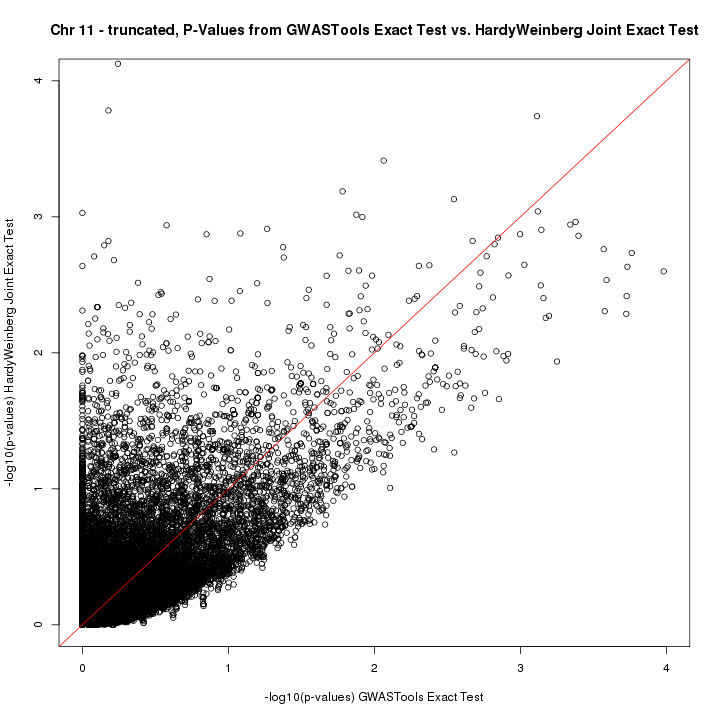 Chr 11 - truncated, P-Values from GWASTools Exact Test vs. HardyWeinberg Joint Exact Test
-log10(p-values) HardyWeinberg Joint Exact Test
4
3
2
1
0
0 1 2 3 4
-log10(p-values) GWASTools Exact Test